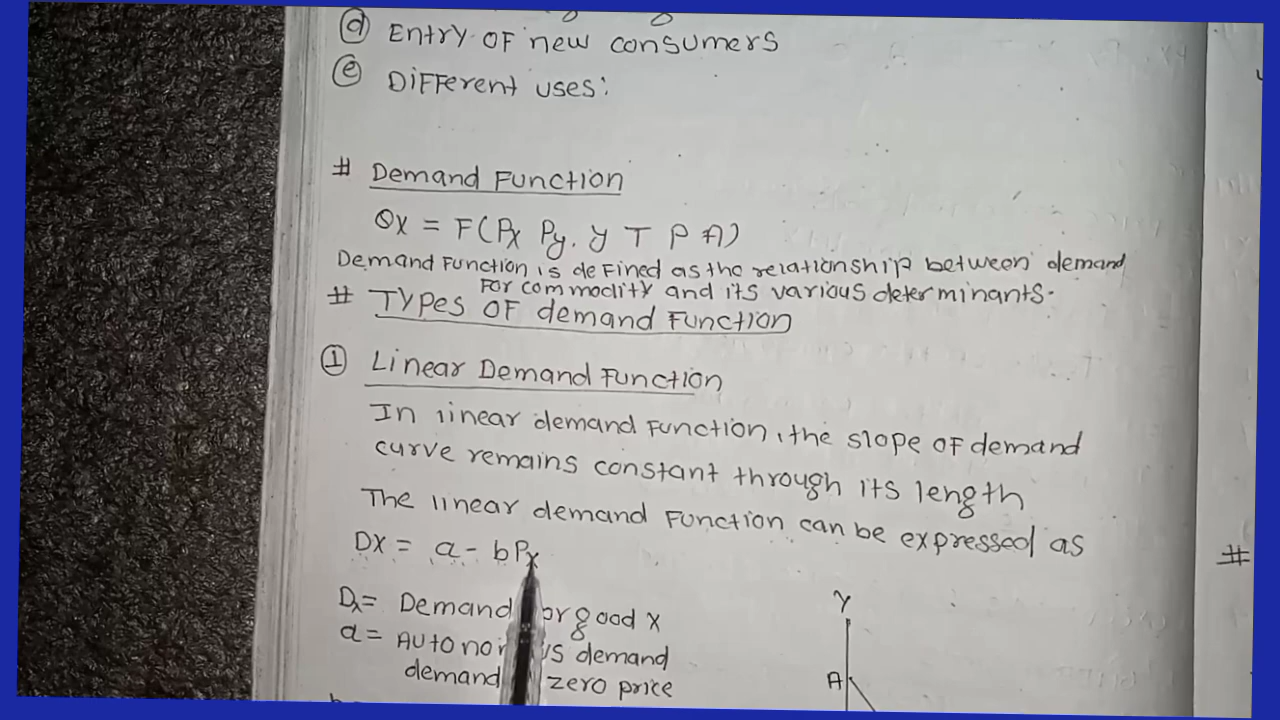 ⓓ Entry OF new consumers
ⓔ Different uses:
# Demand Function
Qx = F(Px Py. y T P A)
Demand Function is defined as the relationship between demand
For commodity and its various determinants.
# Types OF demand Function
① Linear Demand Function
In linear demand Function, the slope OF demand
curve remains constant through its length
The linear demand Function can be expressed as
Dx = a - bPx
#
Dx= Demand good x
a= demand
demand zero price
Y
A